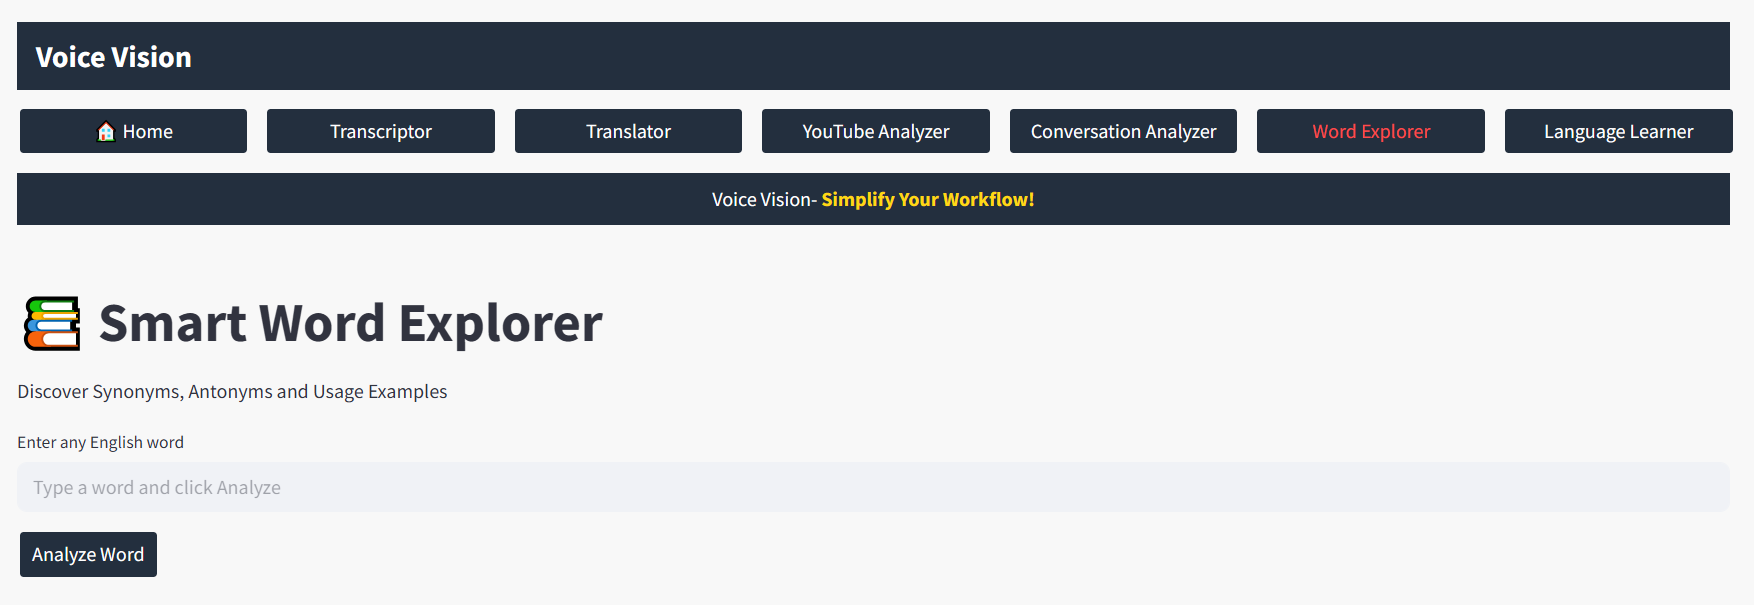 Voice Vision
Home
Transcriptor
Translator
YouTube Analyzer
Conversation Analyzer
Word Explorer
Language Learner
Voice Vision- Simplify Your Workflow!
Smart Word Explorer
Discover Synonyms, Antonyms and Usage Examples
Enter any English word
Type a word and click Analyze
Analyze Word